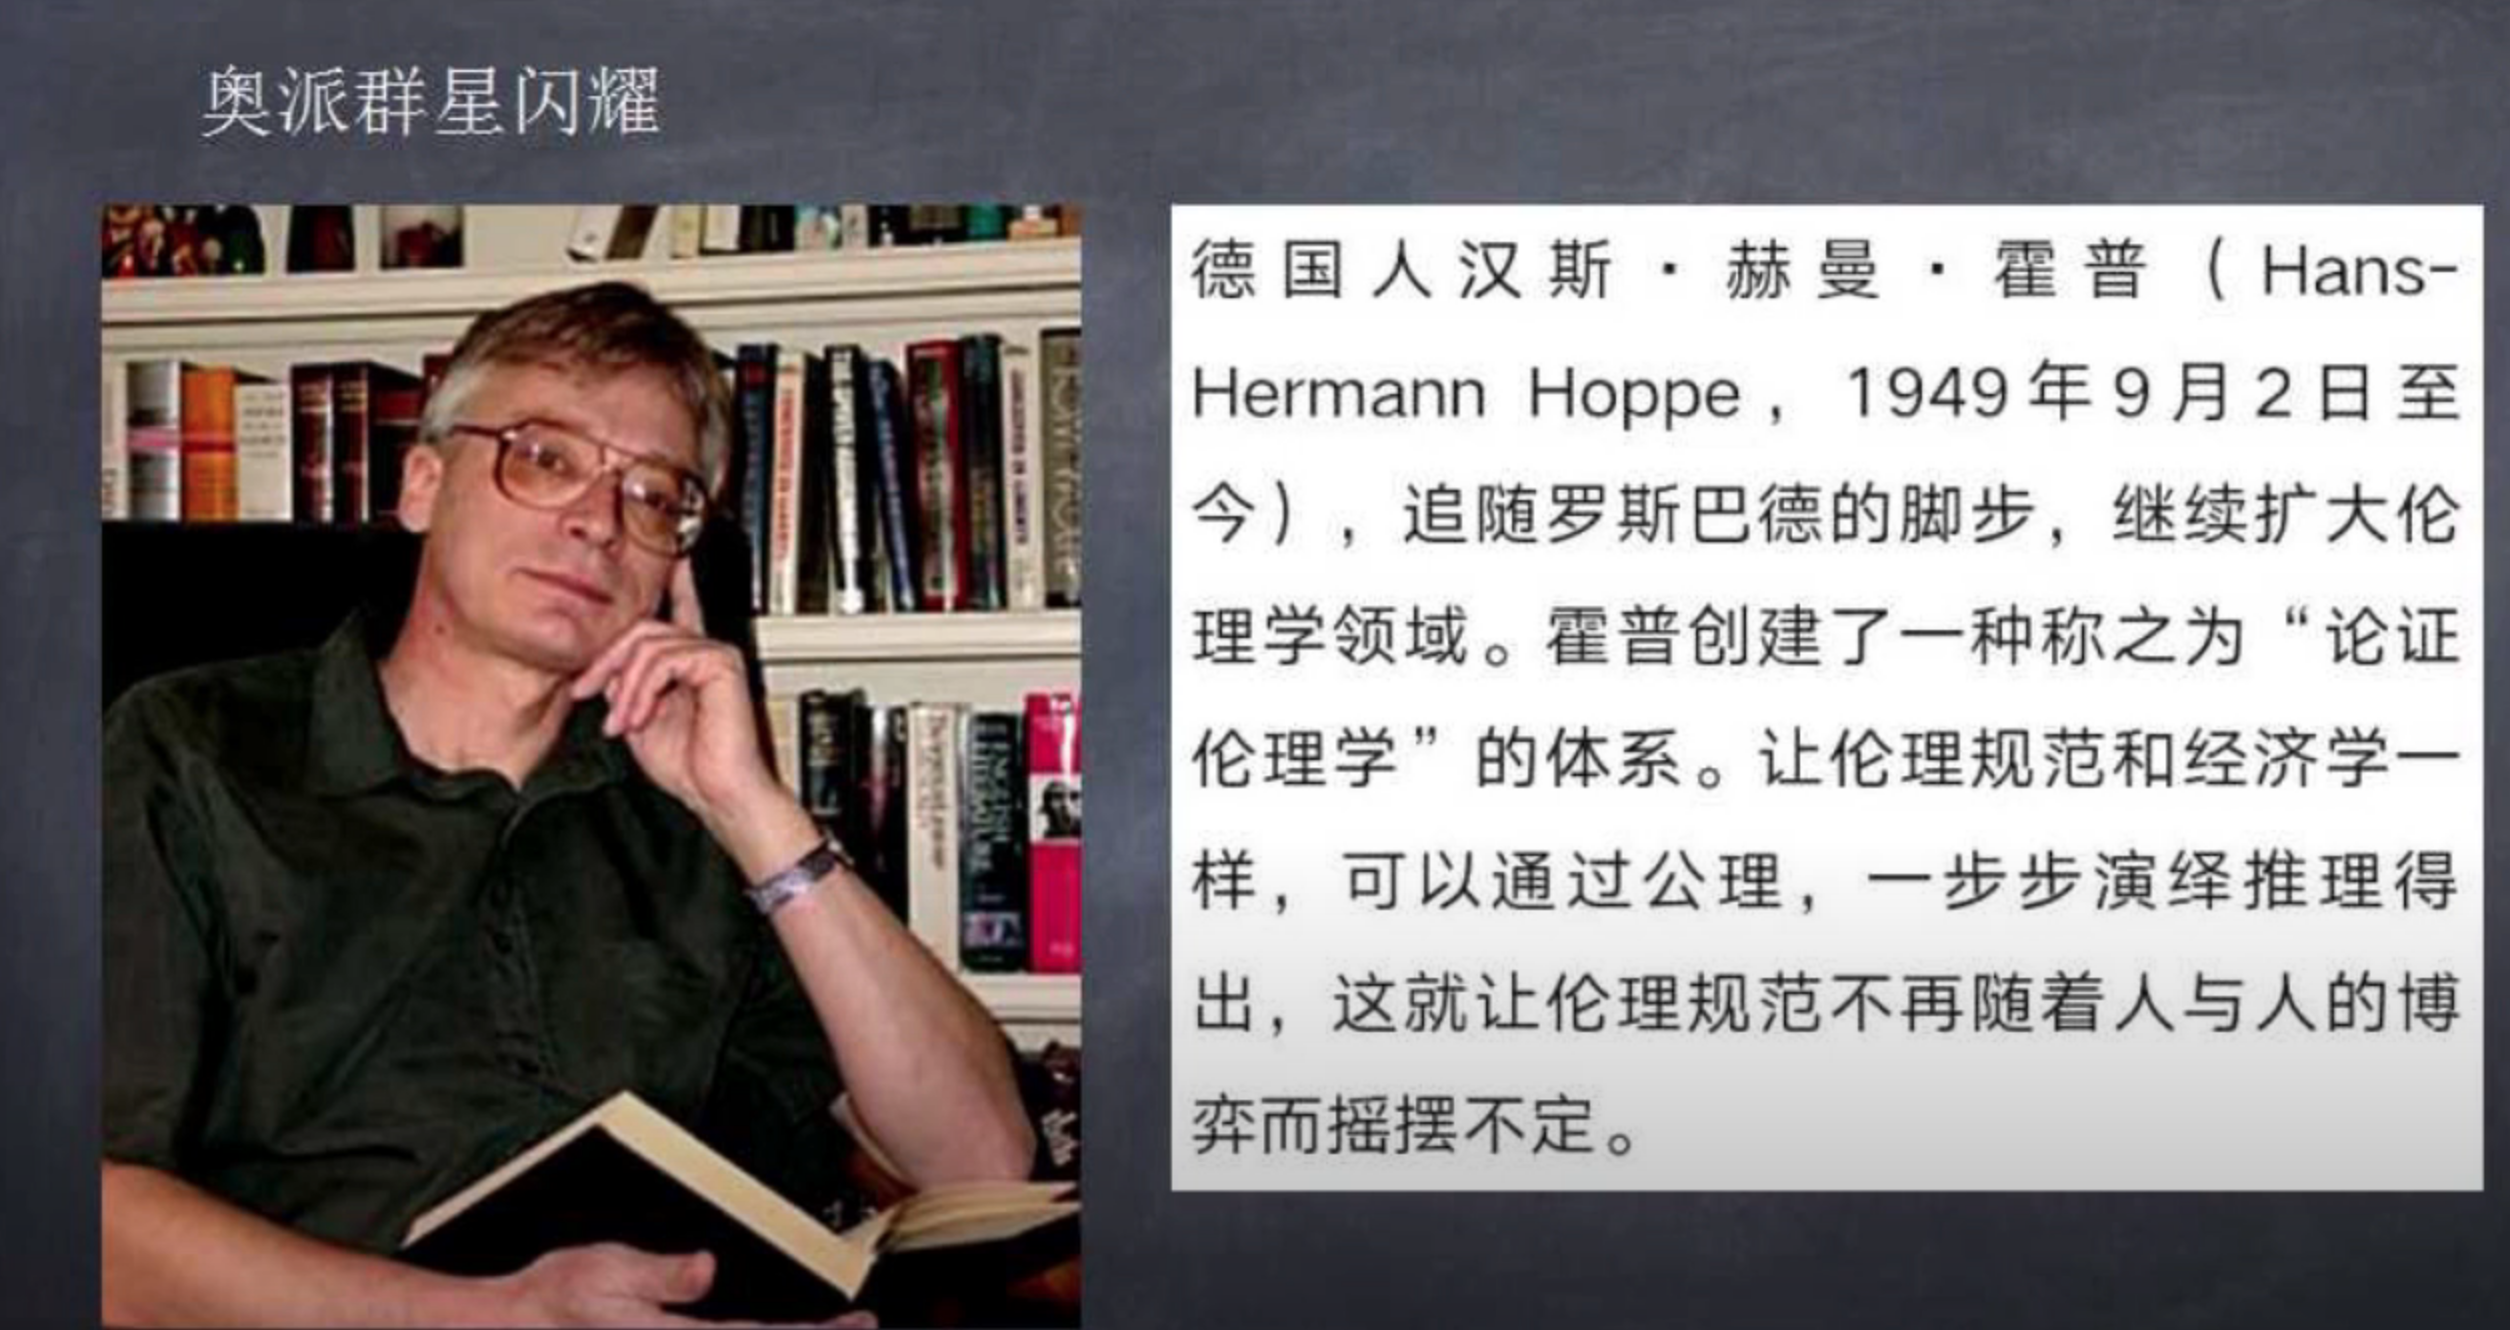 奥派群星闪耀
德国人汉斯·赫曼·霍普（Hans-
Hermann Hoppe，1949年9月2日至
今），追随罗斯巴德的脚步，继续扩大伦
理学领域。霍普创建了一种称之为“论证
伦理学”的体系。让伦理规范和经济学一
样，可以通过公理，一步步演绎推理得
出，这就让伦理规范不再随着人与人的博
弈而摇摆不定。